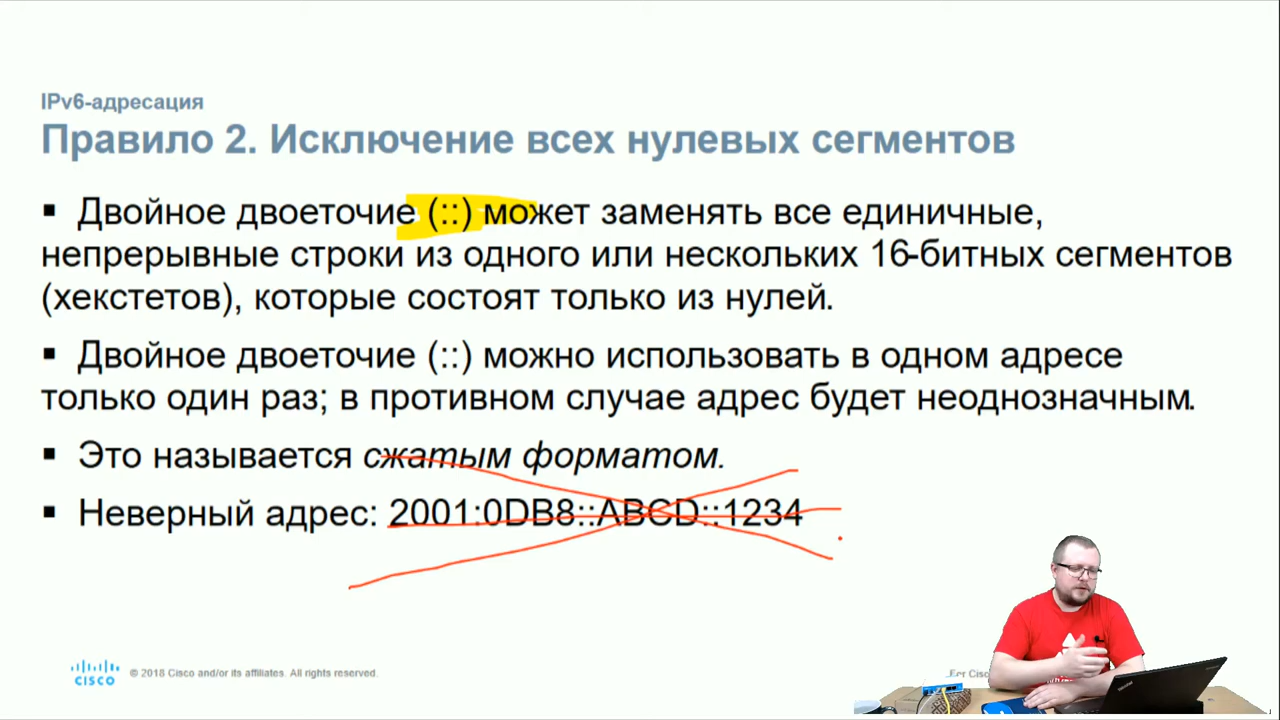 IPv6-адресация
Правило 2. Исключение всех нулевых сегментов
▪ Двойное двоеточие (::) может заменять все единичные,
непрерывные строки из одного или нескольких 16-битных сегментов
(хекстетов), которые состоят только из нулей.
▪ Двойное двоеточие (::) можно использовать в одном адресе
только один раз; в противном случае адрес будет неоднозначным.
▪ Это называется сжатым форматом.
▪ Неверный адрес: 2001:0DB8::ABCD::1234
CISCO © 2018 Cisco and/or its affiliates. All rights reserved.